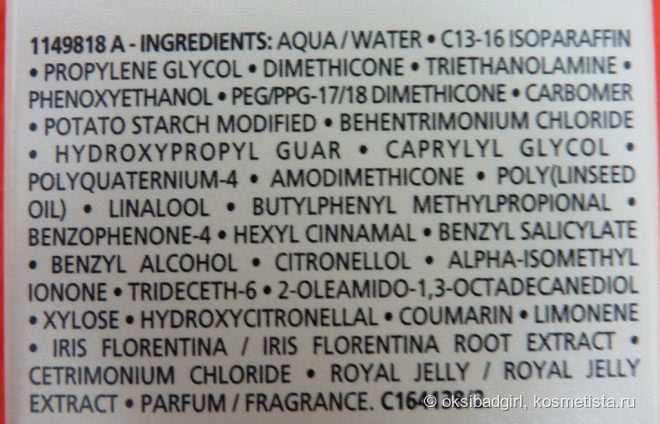 1149818 A - INGREDIENTS: AQUA / WATER • C13-16 ISOPARAFFIN
• PROPYLENE GLYCOL • DIMETHICONE • TRIETHANOLAMINE •
PHENOXYETHANOL • PEG/PPG-17/18 DIMETHICONE • CARBOMER
• POTATO STARCH MODIFIED • BEHENTRIMONIUM CHLORIDE
• HYDROXYPROPYL GUAR • CAPRYLYL GLYCOL •
POLYQUATERNIUM-4 • AMODIMETHICONE • POLY(LINSEED
OIL) • LINALOOL • BUTYLPHENYL METHYLPROPIONAL •
BENZOPHENONE-4 • HEXYL CINNAMAL • BENZYL SALICYLATE
• BENZYL ALCOHOL • CITRONELLOL • ALPHA-ISOMETHYL
IONONE • TRIDECETH-6 • 2-OLEAMIDO-1,3-OCTADECANEDIOL
• XYLOSE • HYDROXYCITRONELLAL • COUMARIN • LIMONENE
• IRIS FLORENTINA / IRIS FLORENTINA ROOT EXTRACT •
CETRIMONIUM CHLORIDE • ROYAL JELLY / ROYAL JELLY
EXTRACT • PARFUM / FRAGRANCE.
© oksibadgirl, kosmetista.ru